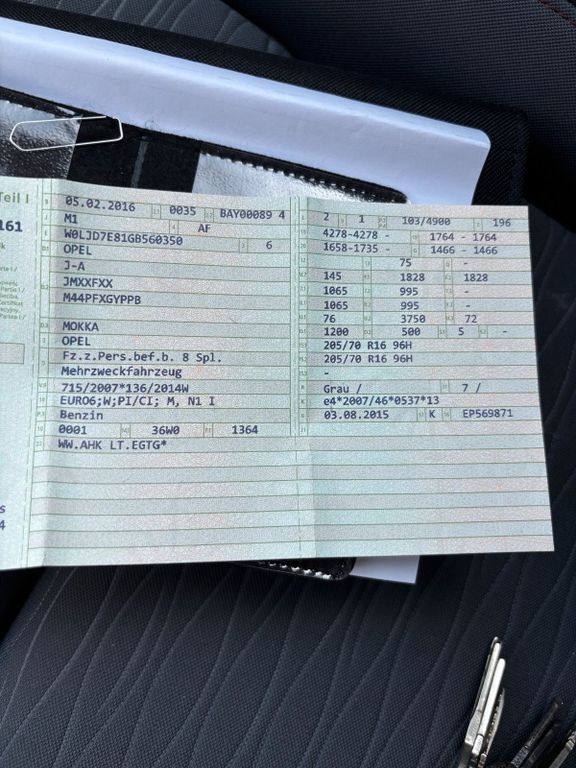 Teil I
161
05.02.2016 0035 BAY00089 4
M1 AF
W0LJD7E81GB560350 6
OPEL
J-A
JMXXFXX
M44PFXGYPPB
MOKKA
OPEL
Fz.z.Pers.bef.b. 8 Spl.
Mehrzweckfahrzeug
715/2007*136/2014W
EURO6;W;PI/CI; M, N1 I
Benzin
0001 36W0 1364
WW.AHK LT.EGTG*
2 1 103/4900 196
4278-4278 - 1764 - 1764
1658-1735 - 1466 - 1466
75 -
145 1828 1828
1065 995 -
1065 995 -
76 3750 72
1200 500 5 -
205/70 R16 96H
205/70 R16 96H
-
Grau / 7 /
e4*2007/46*0537*13
03.08.2015 K EP569871
s
4